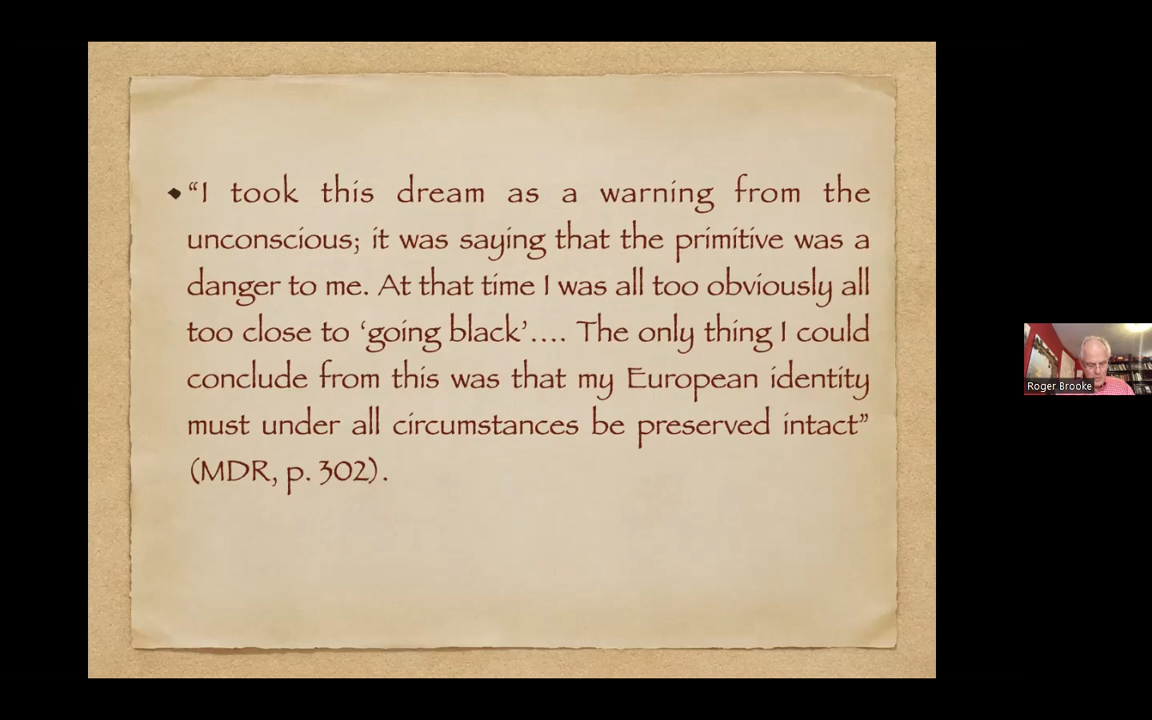 “I took this dream as a warning from the
unconscious; it was saying that the primitive was a
danger to me. At that time I was all too obviously all
too close to ‘going black’.... The only thing I could
conclude from this was that my European identity
must under all circumstances be preserved intact”
(MDR, p. 302).
Roger Brooke